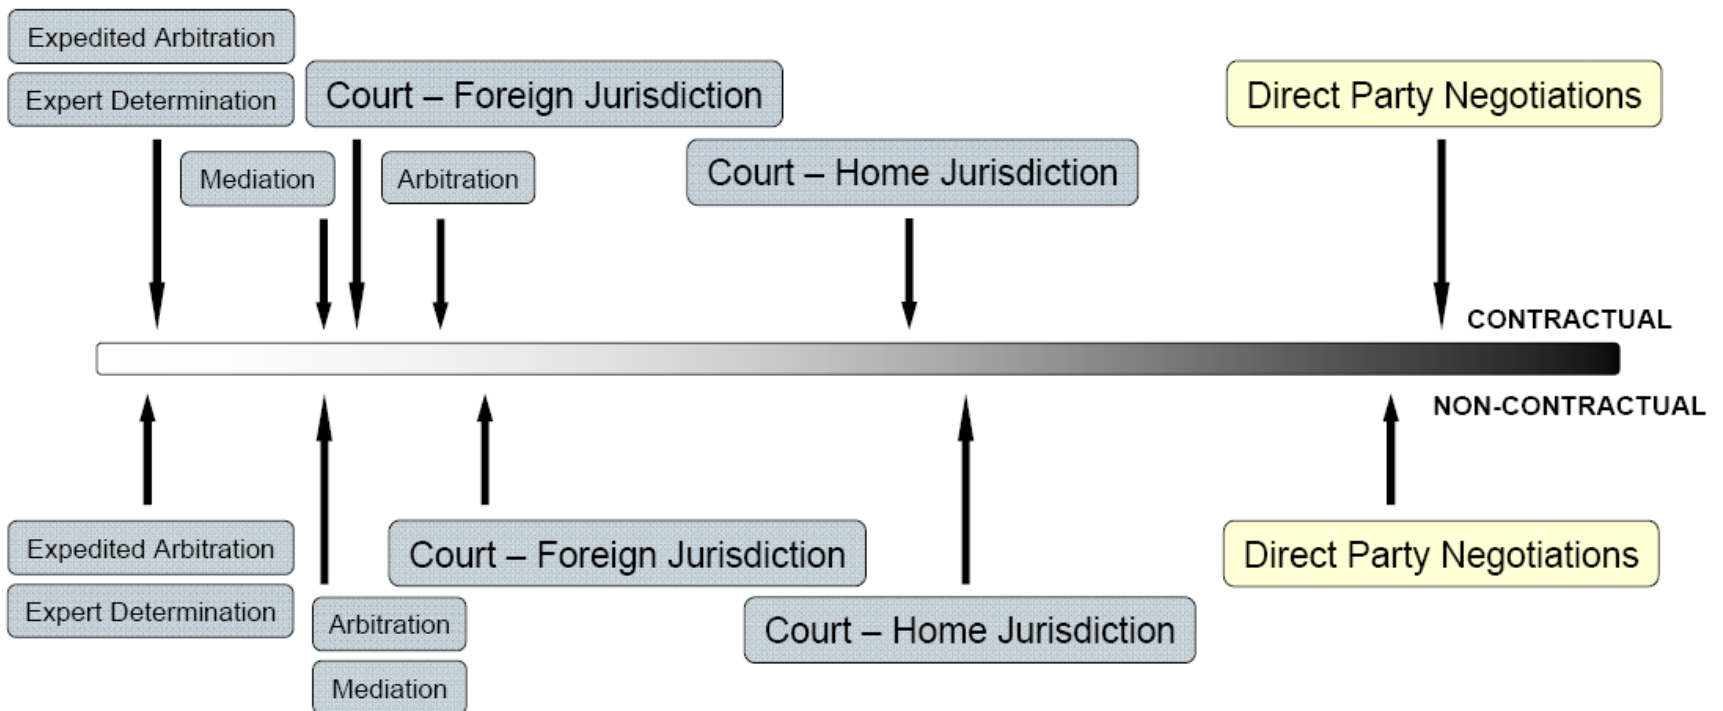 Expedited Arbitration
Expert Determination
Court – Foreign Jurisdiction
Direct Party Negotiations
Mediation
Arbitration
Court – Home Jurisdiction
CONTRACTUAL
NON-CONTRACTUAL
Expedited Arbitration
Expert Determination
Court – Foreign Jurisdiction
Direct Party Negotiations
Arbitration
Mediation
Court – Home Jurisdiction